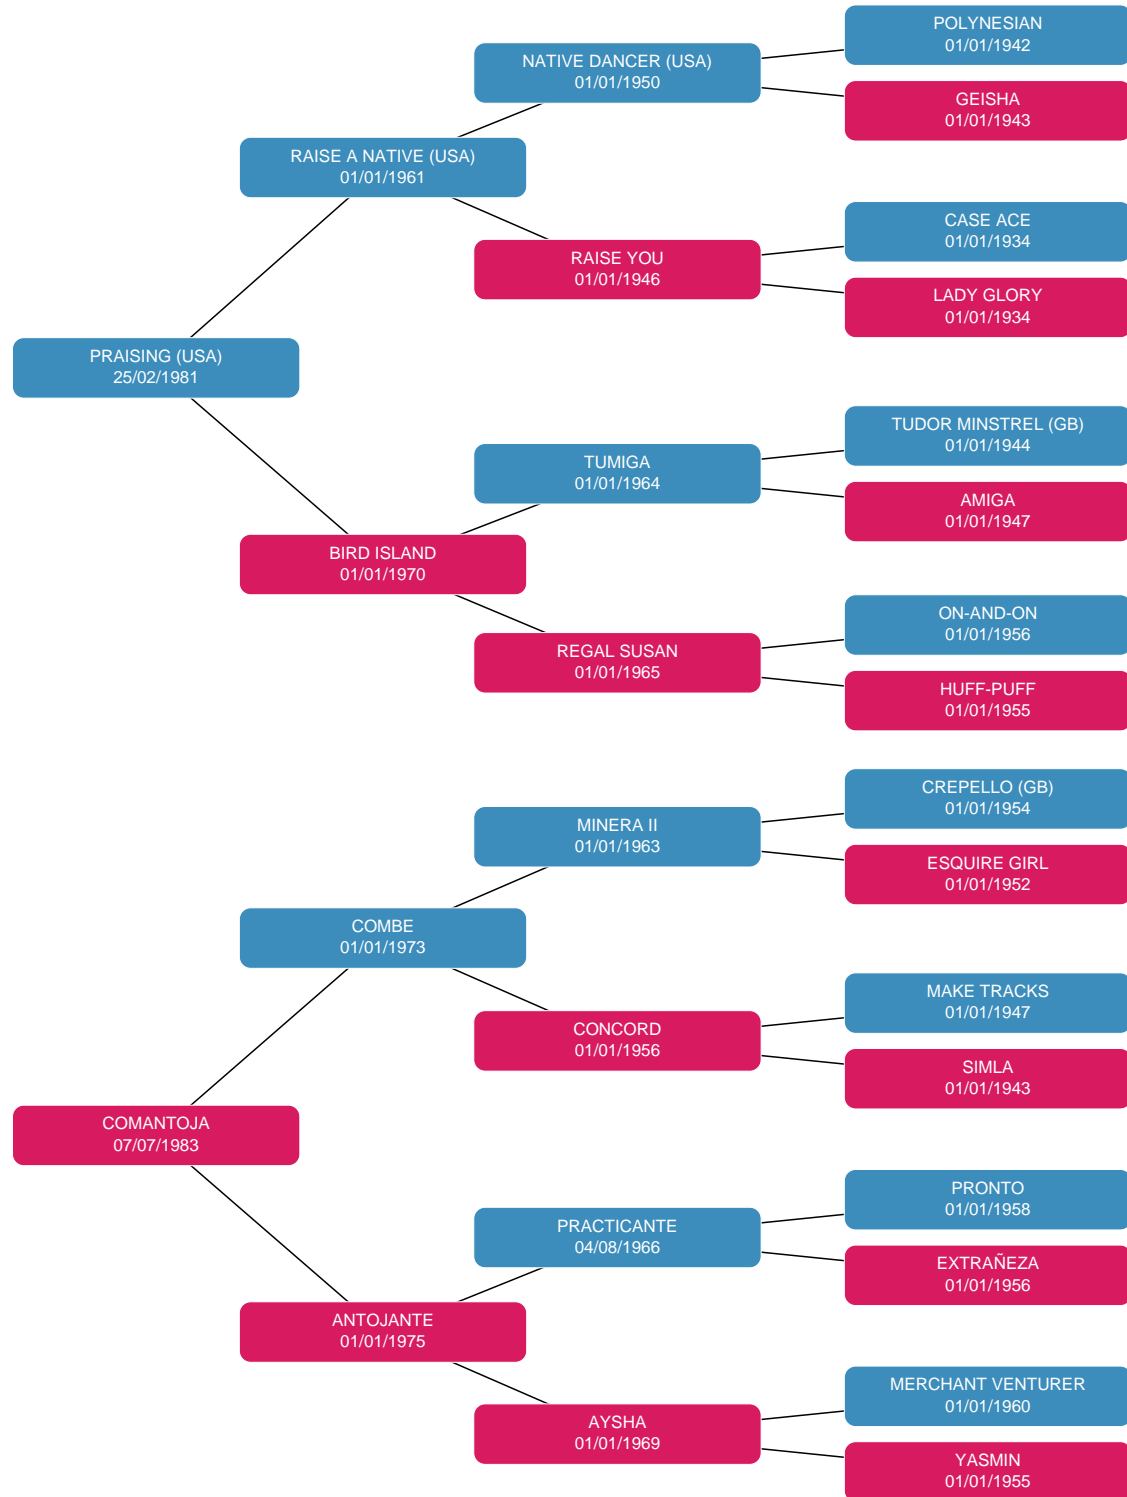 POLYNESIAN
01/01/1942
NATIVE DANCER (USA)
01/01/1950
GEISHA
01/01/1943
RAISE A NATIVE (USA)
01/01/1961
CASE ACE
01/01/1934
RAISE YOU
01/01/1946
LADY GLORY
01/01/1934
PRAISING (USA)
25/02/1981
TUDOR MINSTREL (GB)
01/01/1944
TUMIGA
01/01/1964
AMIGA
01/01/1947
BIRD ISLAND
01/01/1970
ON-AND-ON
01/01/1956
REGAL SUSAN
01/01/1965
HUFF-PUFF
01/01/1955
CREPELLO (GB)
01/01/1954
MINERA II
01/01/1963
ESQUIRE GIRL
01/01/1952
COMBE
01/01/1973
MAKE TRACKS
01/01/1947
CONCORD
01/01/1956
SIMLA
01/01/1943
COMANTOJA
07/07/1983
PRONTO
01/01/1958
PRACTICANTE
04/08/1966
EXTRAÑEZA
01/01/1956
ANTOJANTE
01/01/1975
MERCHANT VENTURER
01/01/1960
AYSHA
01/01/1969
YASMIN
01/01/1955